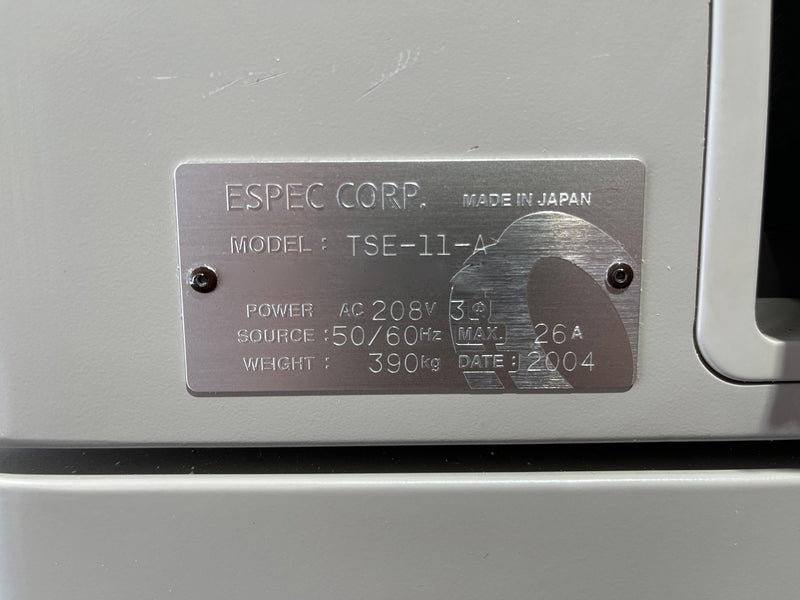 ESPEC CORP. MADE IN JAPAN
MODEL : TSE-11-A
POWER AC 208V 3Φ
SOURCE : 50/60Hz MAX. 26A
WEIGHT : 390kg DATE : 2004